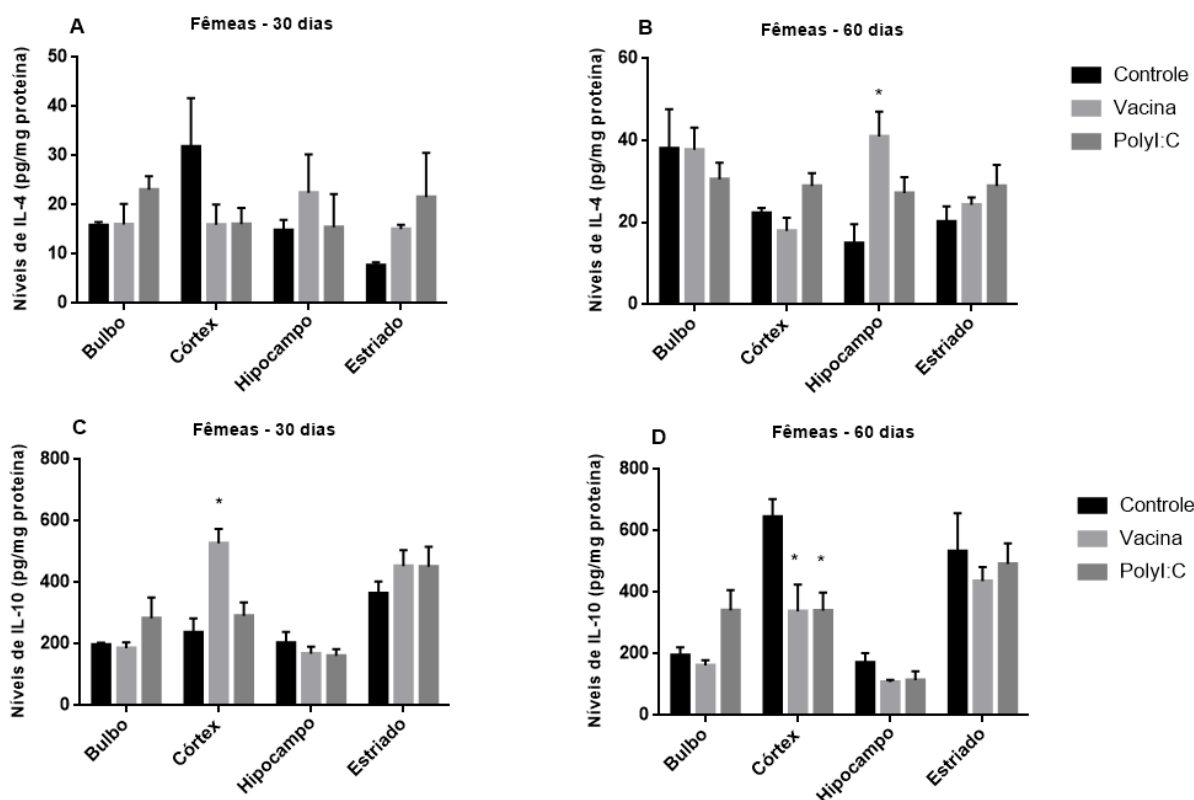 A
Fêmeas - 30 dias
Níveis de IL-4 (pg/mg proteína)
50
40
30
20
10
0
Bulbo
Córtex
Hipocampo
Estriado
B
Fêmeas - 60 dias
Níveis de IL-4 (pg/mg proteína)
60
40
20
0
*
Bulbo
Córtex
Hipocampo
Estriado
Controle
Vacina
PolyI:C
C
Fêmeas - 30 dias
Níveis de IL-10 (pg/mg proteína)
800
600
400
200
0
*
Bulbo
Córtex
Hipocampo
Estriado
D
Fêmeas - 60 dias
Níveis de IL-10 (pg/mg proteína)
800
600
400
200
0
* *
Bulbo
Córtex
Hipocampo
Estriado
Controle
Vacina
PolyI:C